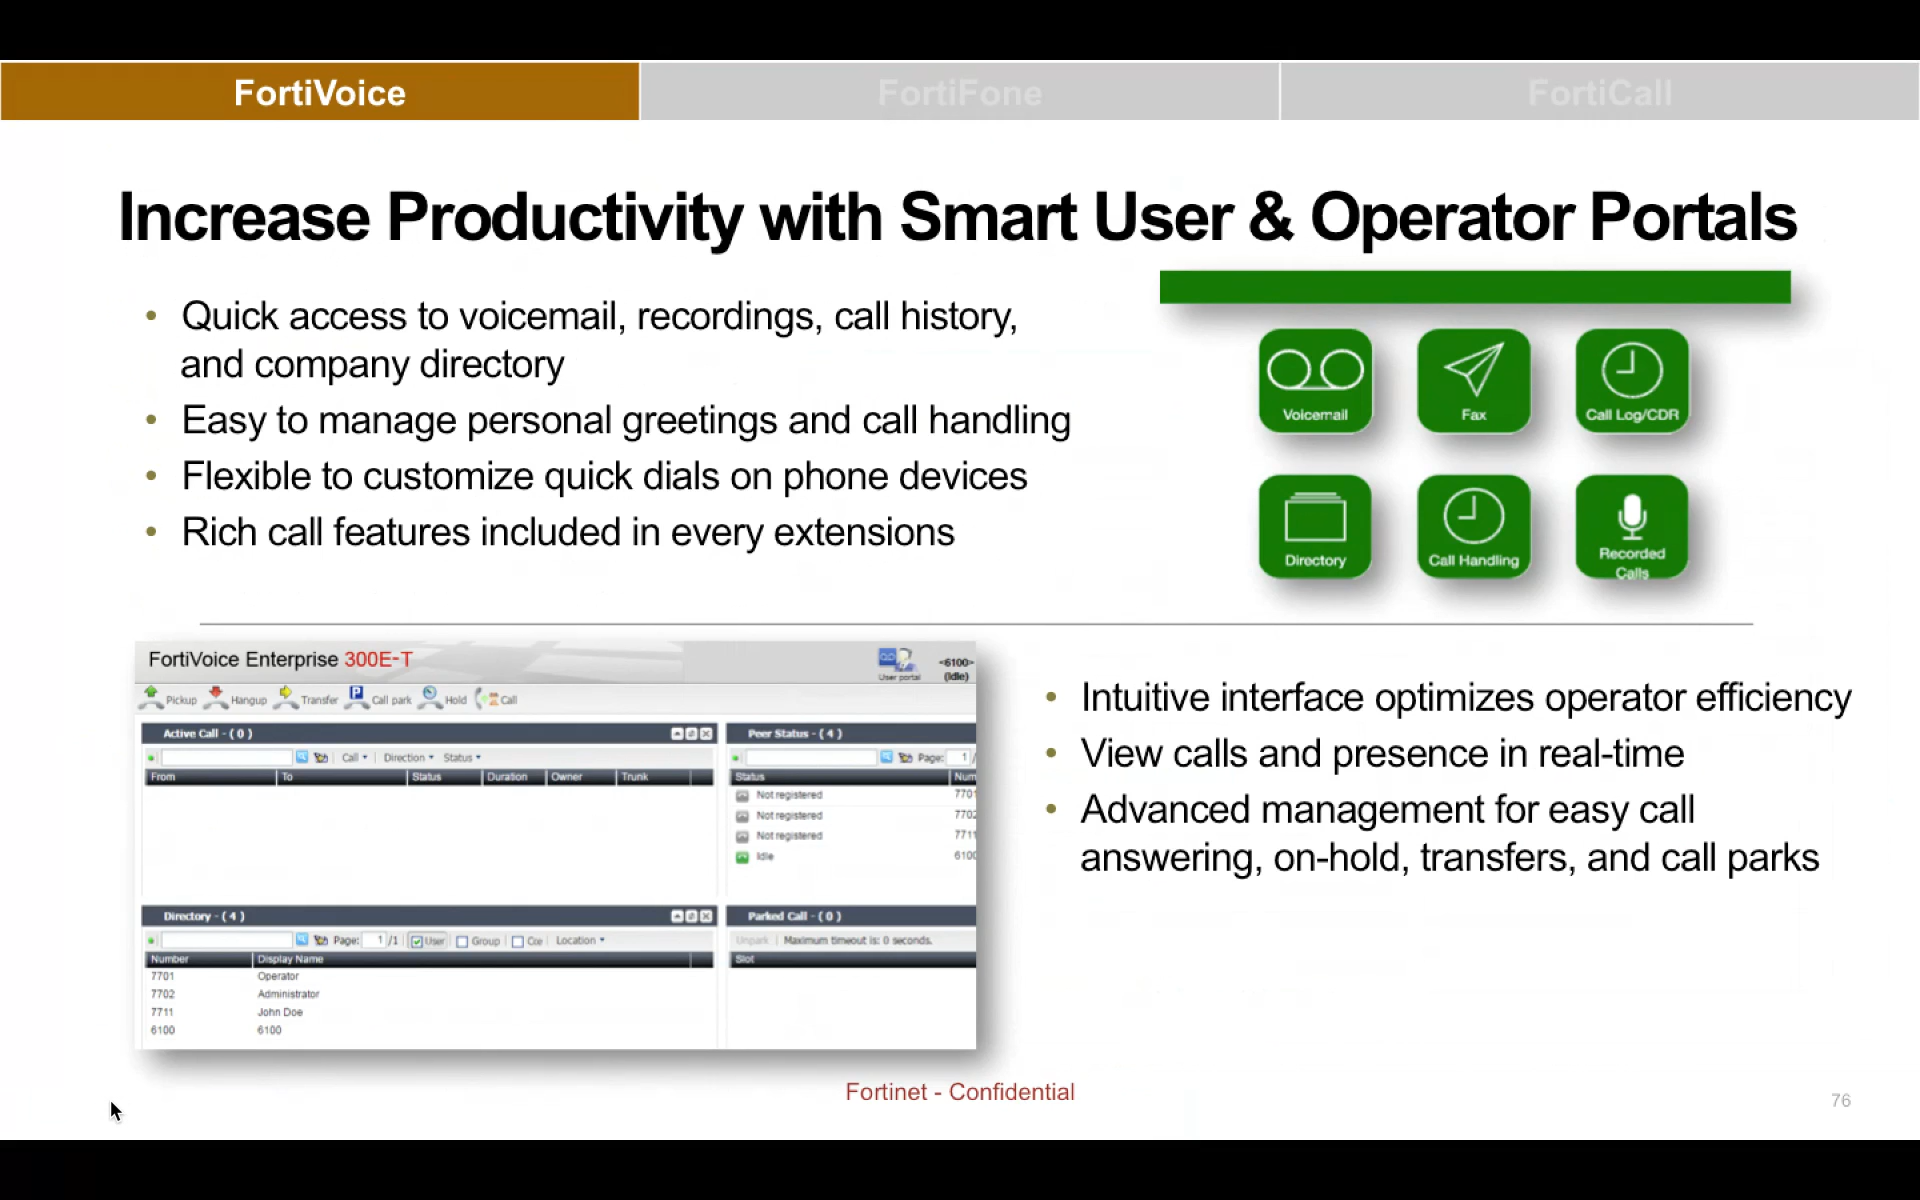 FortiVoice
FortiFone
FortiCall
Increase Productivity with Smart User & Operator Portals
• Quick access to voicemail, recordings, call history,
and company directory
• Easy to manage personal greetings and call handling
• Flexible to customize quick dials on phone devices
• Rich call features included in every extensions
Voicemail
Fax
Call Log/CDR
Directory
Call Handling
Recorded
Calls
FortiVoice Enterprise 300E-T
User portal
<6100>
(Idle)
Pickup Hangup Transfer Call park Hold Call
Active Call - ( 0 )
Call Direction Status
From To Status Duration Owner Trunk
Peer Status - ( 4 )
Page: 1 /
Status Num
Not registered 7701
Not registered 7702
Not registered 7711
Idle 6100
Directory - ( 4 )
Page: 1 /1 User Group Location
Number Display Name
7701 Operator
7702 Administrator
7711 John Doe
6100 6100
Parked Call - ( 0 )
Unpark Maximum timeout is: 0 seconds.
Slot
• Intuitive interface optimizes operator efficiency
• View calls and presence in real-time
• Advanced management for easy call
answering, on-hold, transfers, and call parks
Fortinet - Confidential
76